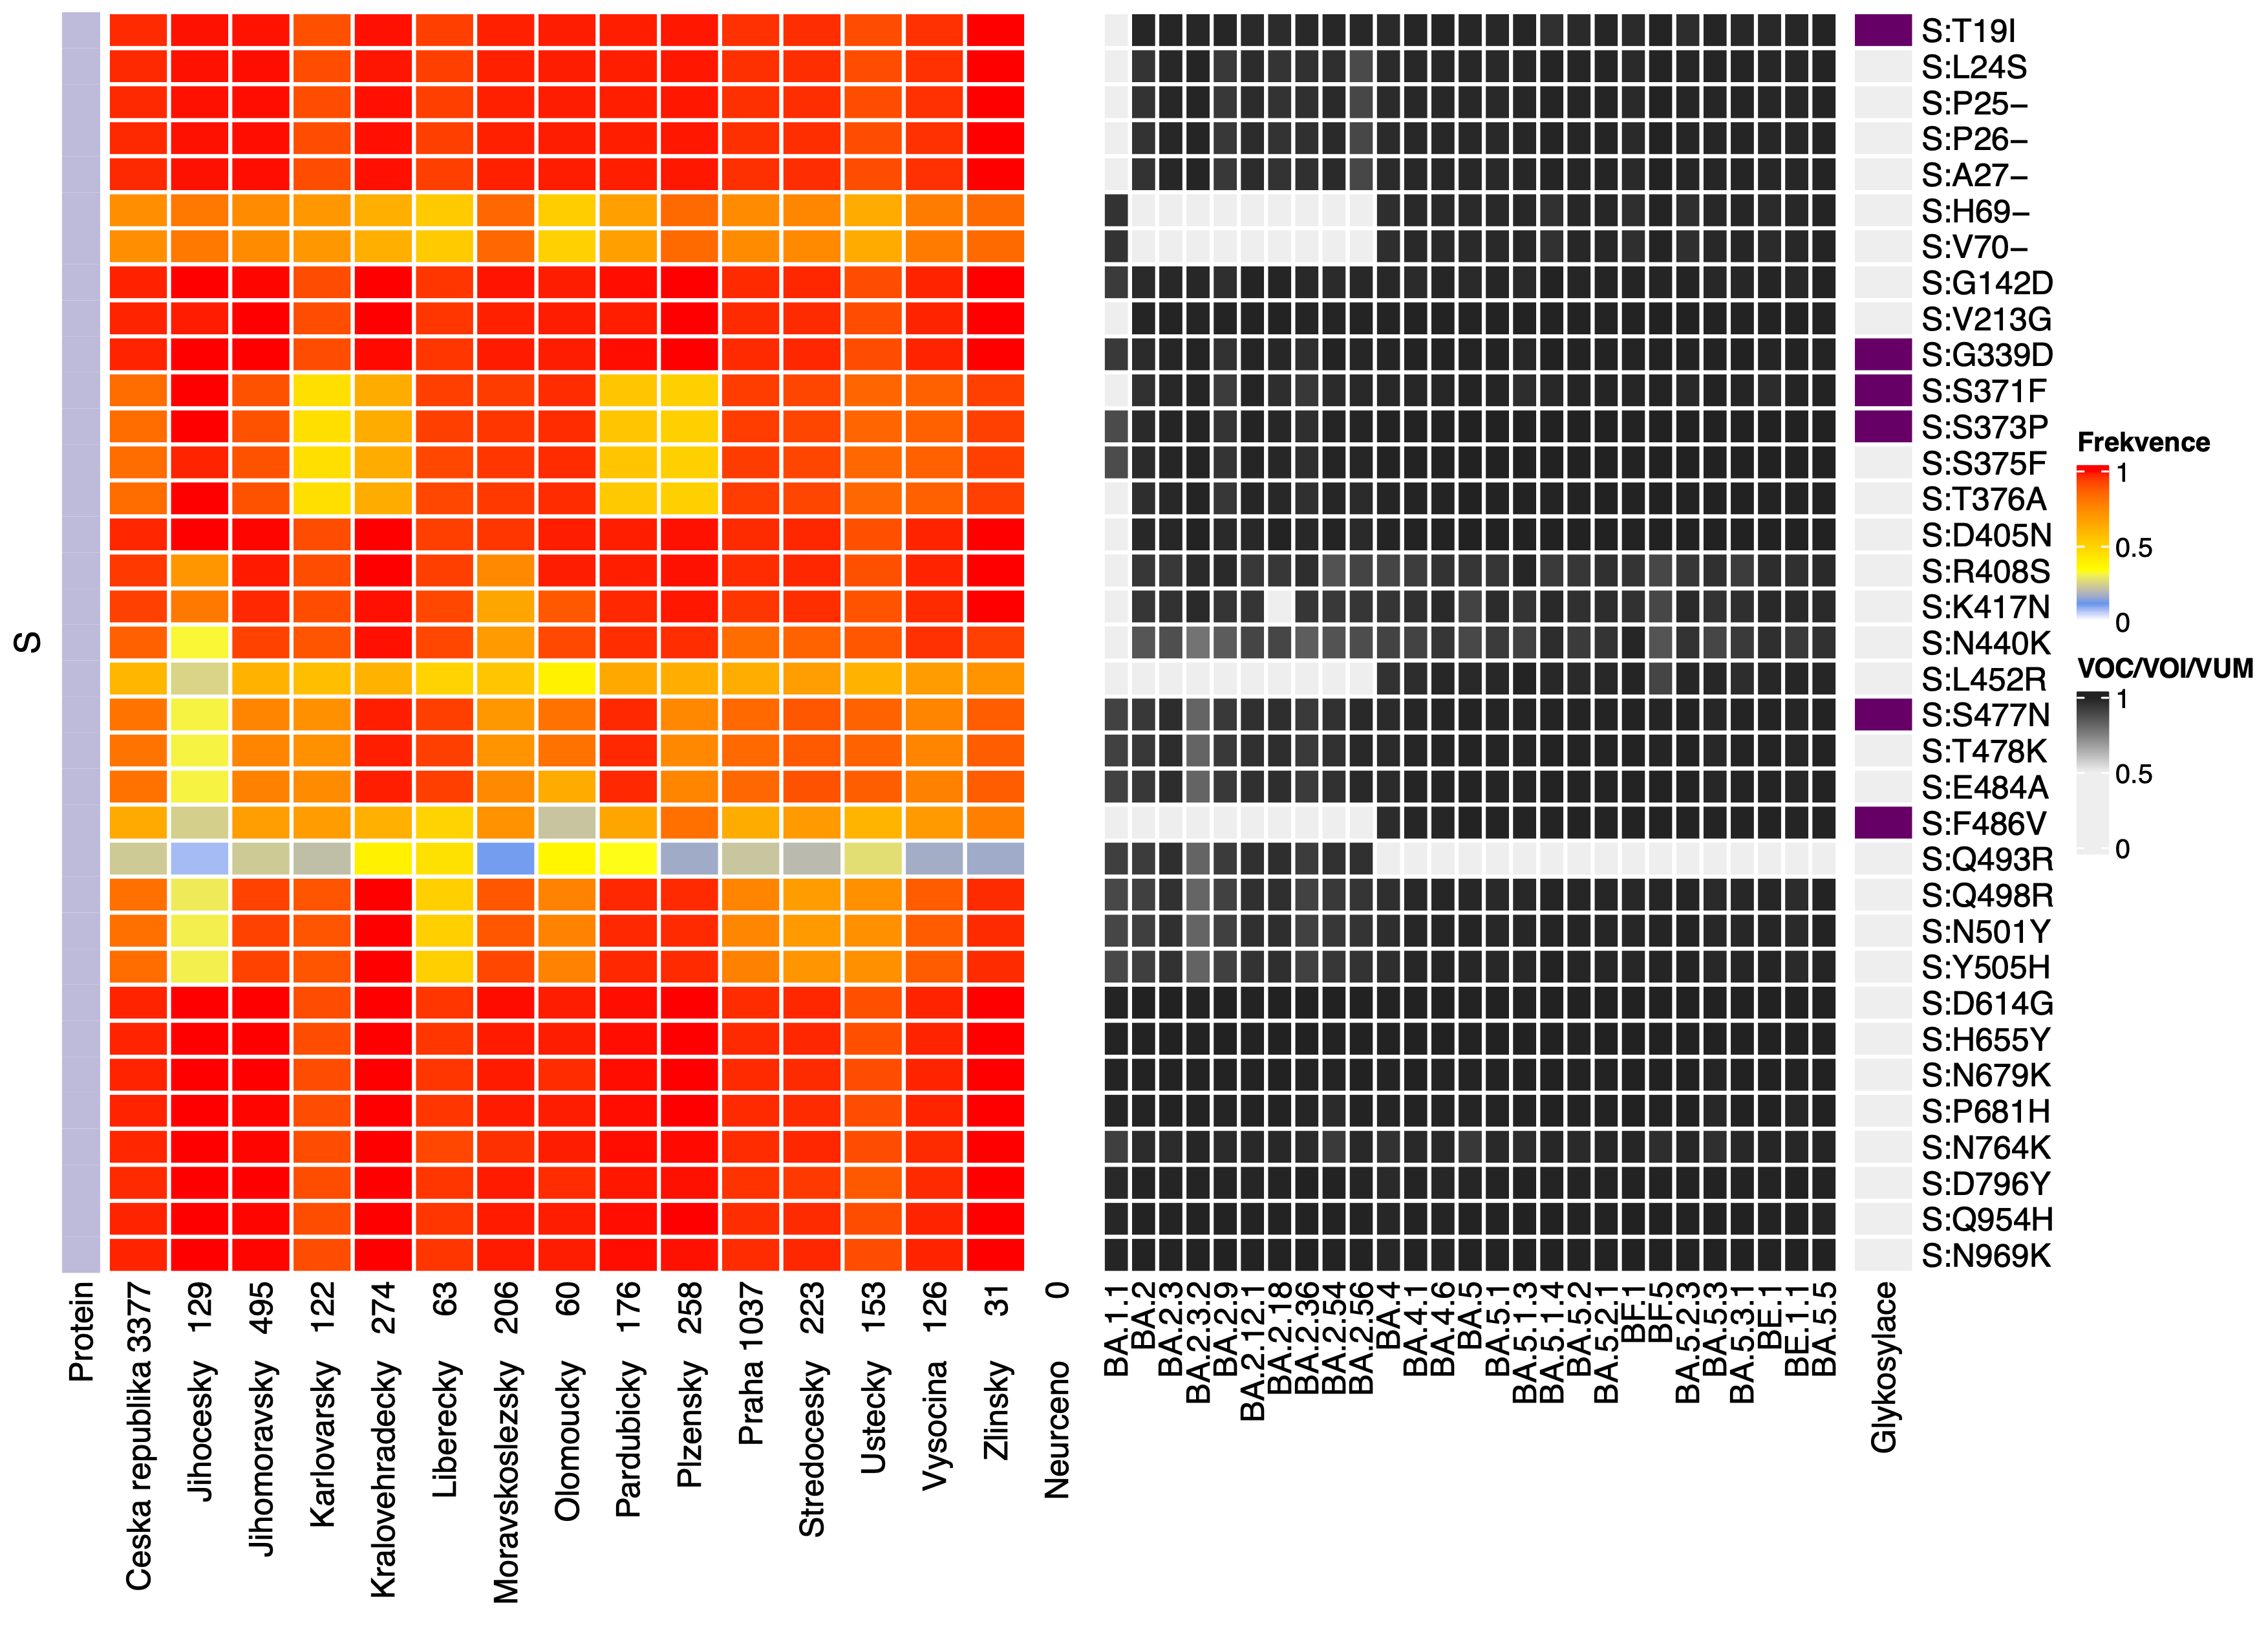 S
S:T19I
S:L24S
S:P25−
S:P26−
S:A27−
S:H69−
S:V70−
S:G142D
S:V213G
S:G339D
S:S371F
S:S373P
S:S375F
S:T376A
S:D405N
S:R408S
S:K417N
S:N440K
S:L452R
S:S477N
S:T478K
S:E484A
S:F486V
S:Q493R
S:Q498R
S:N501Y
S:Y505H
S:D614G
S:H655Y
S:N679K
S:P681H
S:N764K
S:D796Y
S:Q954H
S:N969K
Frekvence
1
0.5
0
VOC/VOI/VUM
1
0.5
0
Protein
Ceska republika 3377
Jihocesky 129
Jihomoravsky 495
Karlovarsky 122
Kralovehradecky 274
Liberecky 63
Moravskoslezsky 206
Olomoucky 60
Pardubicky 176
Plzensky 258
Praha 1037
Stredocesky 223
Ustecky 153
Vysocina 126
Zlinsky 31
Neurceno 0
BA.1.1
BA.2
BA.2.3
BA.2.3.2
BA.2.9
BA.2.12.1
BA.2.18
BA.2.36
BA.2.54
BA.2.56
BA.4
BA.4.1
BA.4.6
BA.5
BA.5.1
BA.5.1.3
BA.5.1.4
BA.5.2
BA.5.2.1
BF.1
BF.5
BA.5.2.3
BA.5.3
BA.5.3.1
BE.1
BE.1.1
BA.5.5
Glykosylace